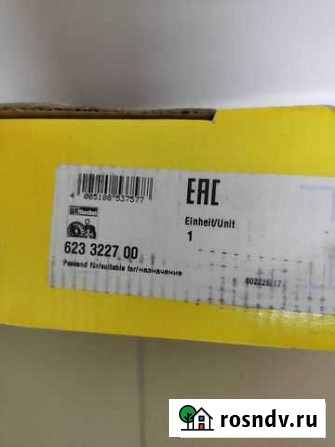 4 005108 537577
EAC
Einheit/Unit
1
623 3227 00
Passend für/suitable for/назначение
rosndv.ru